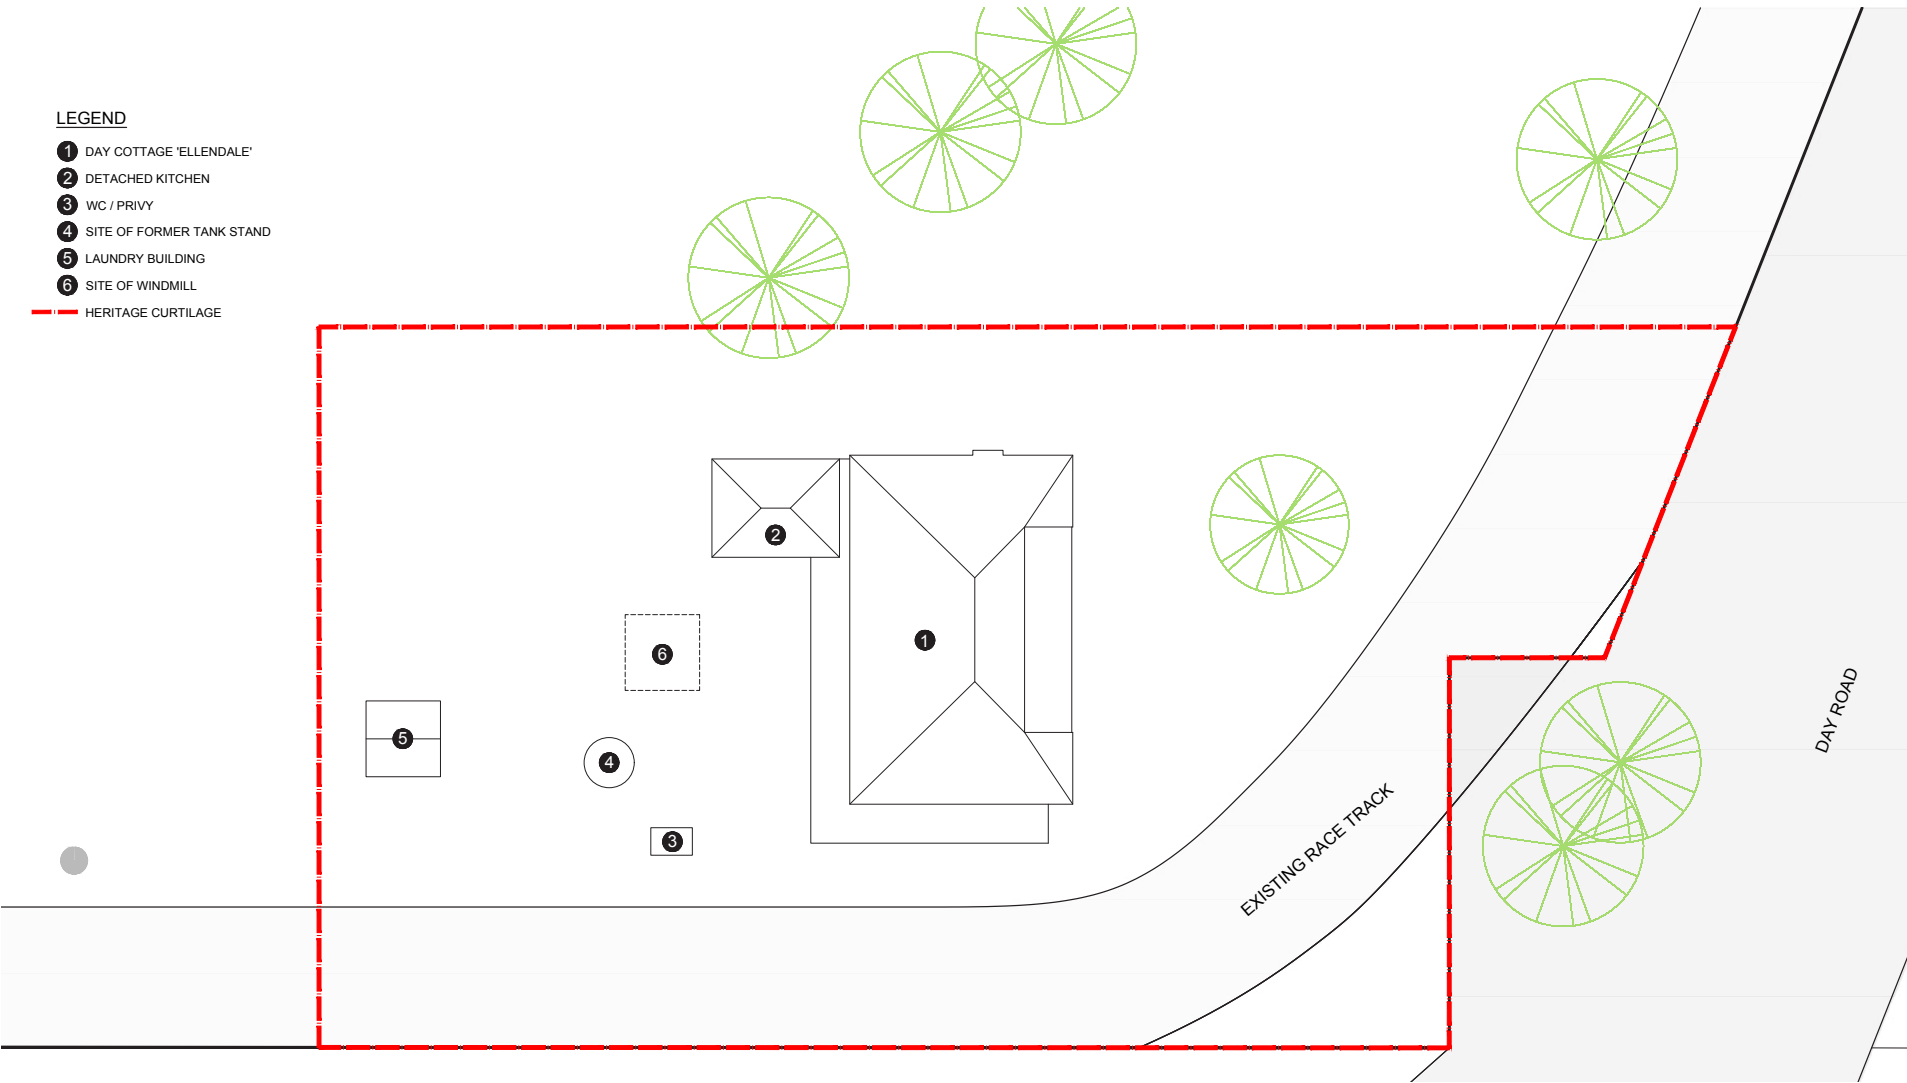 LEGEND
1 DAY COTTAGE 'ELLENDALE'
2 DETACHED KITCHEN
3 WC / PRIVY
4 SITE OF FORMER TANK STAND
5 LAUNDRY BUILDING
6 SITE OF WINDMILL
HERITAGE CURTILAGE
2
1
6
5
4
3
EXISTING RACE TRACK
DAY ROAD